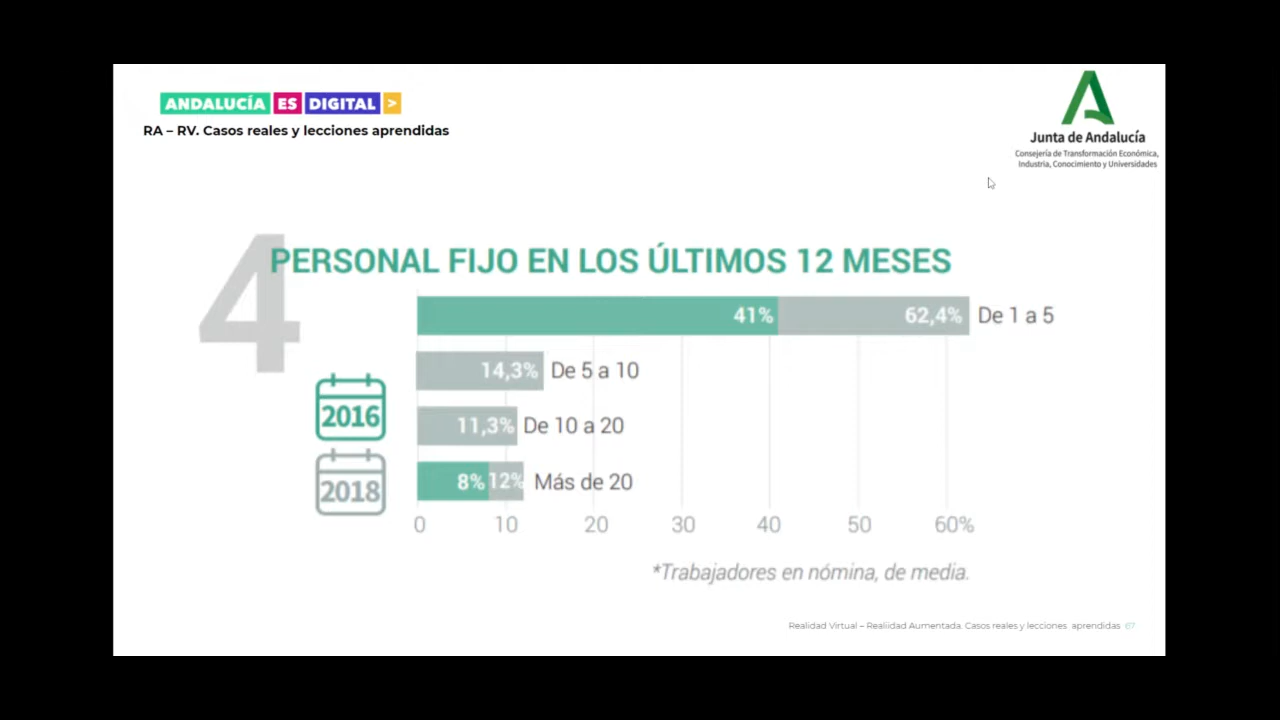 ANDALUCÍA ES DIGITAL >
RA – RV. Casos reales y lecciones aprendidas
Junta de Andalucía
Consejería de Transformación Económica,
Industria, Conocimiento y Universidades
4
PERSONAL FIJO EN LOS ÚLTIMOS 12 MESES
41% 62,4% De 1 a 5
14,3% De 5 a 10
2016
11,3% De 10 a 20
2018
8% 12% Más de 20
0 10 20 30 40 50 60%
*Trabajadores en nómina, de media.
Realidad Virtual – Realiidad Aumentada. Casos reales y lecciones aprendidas 67